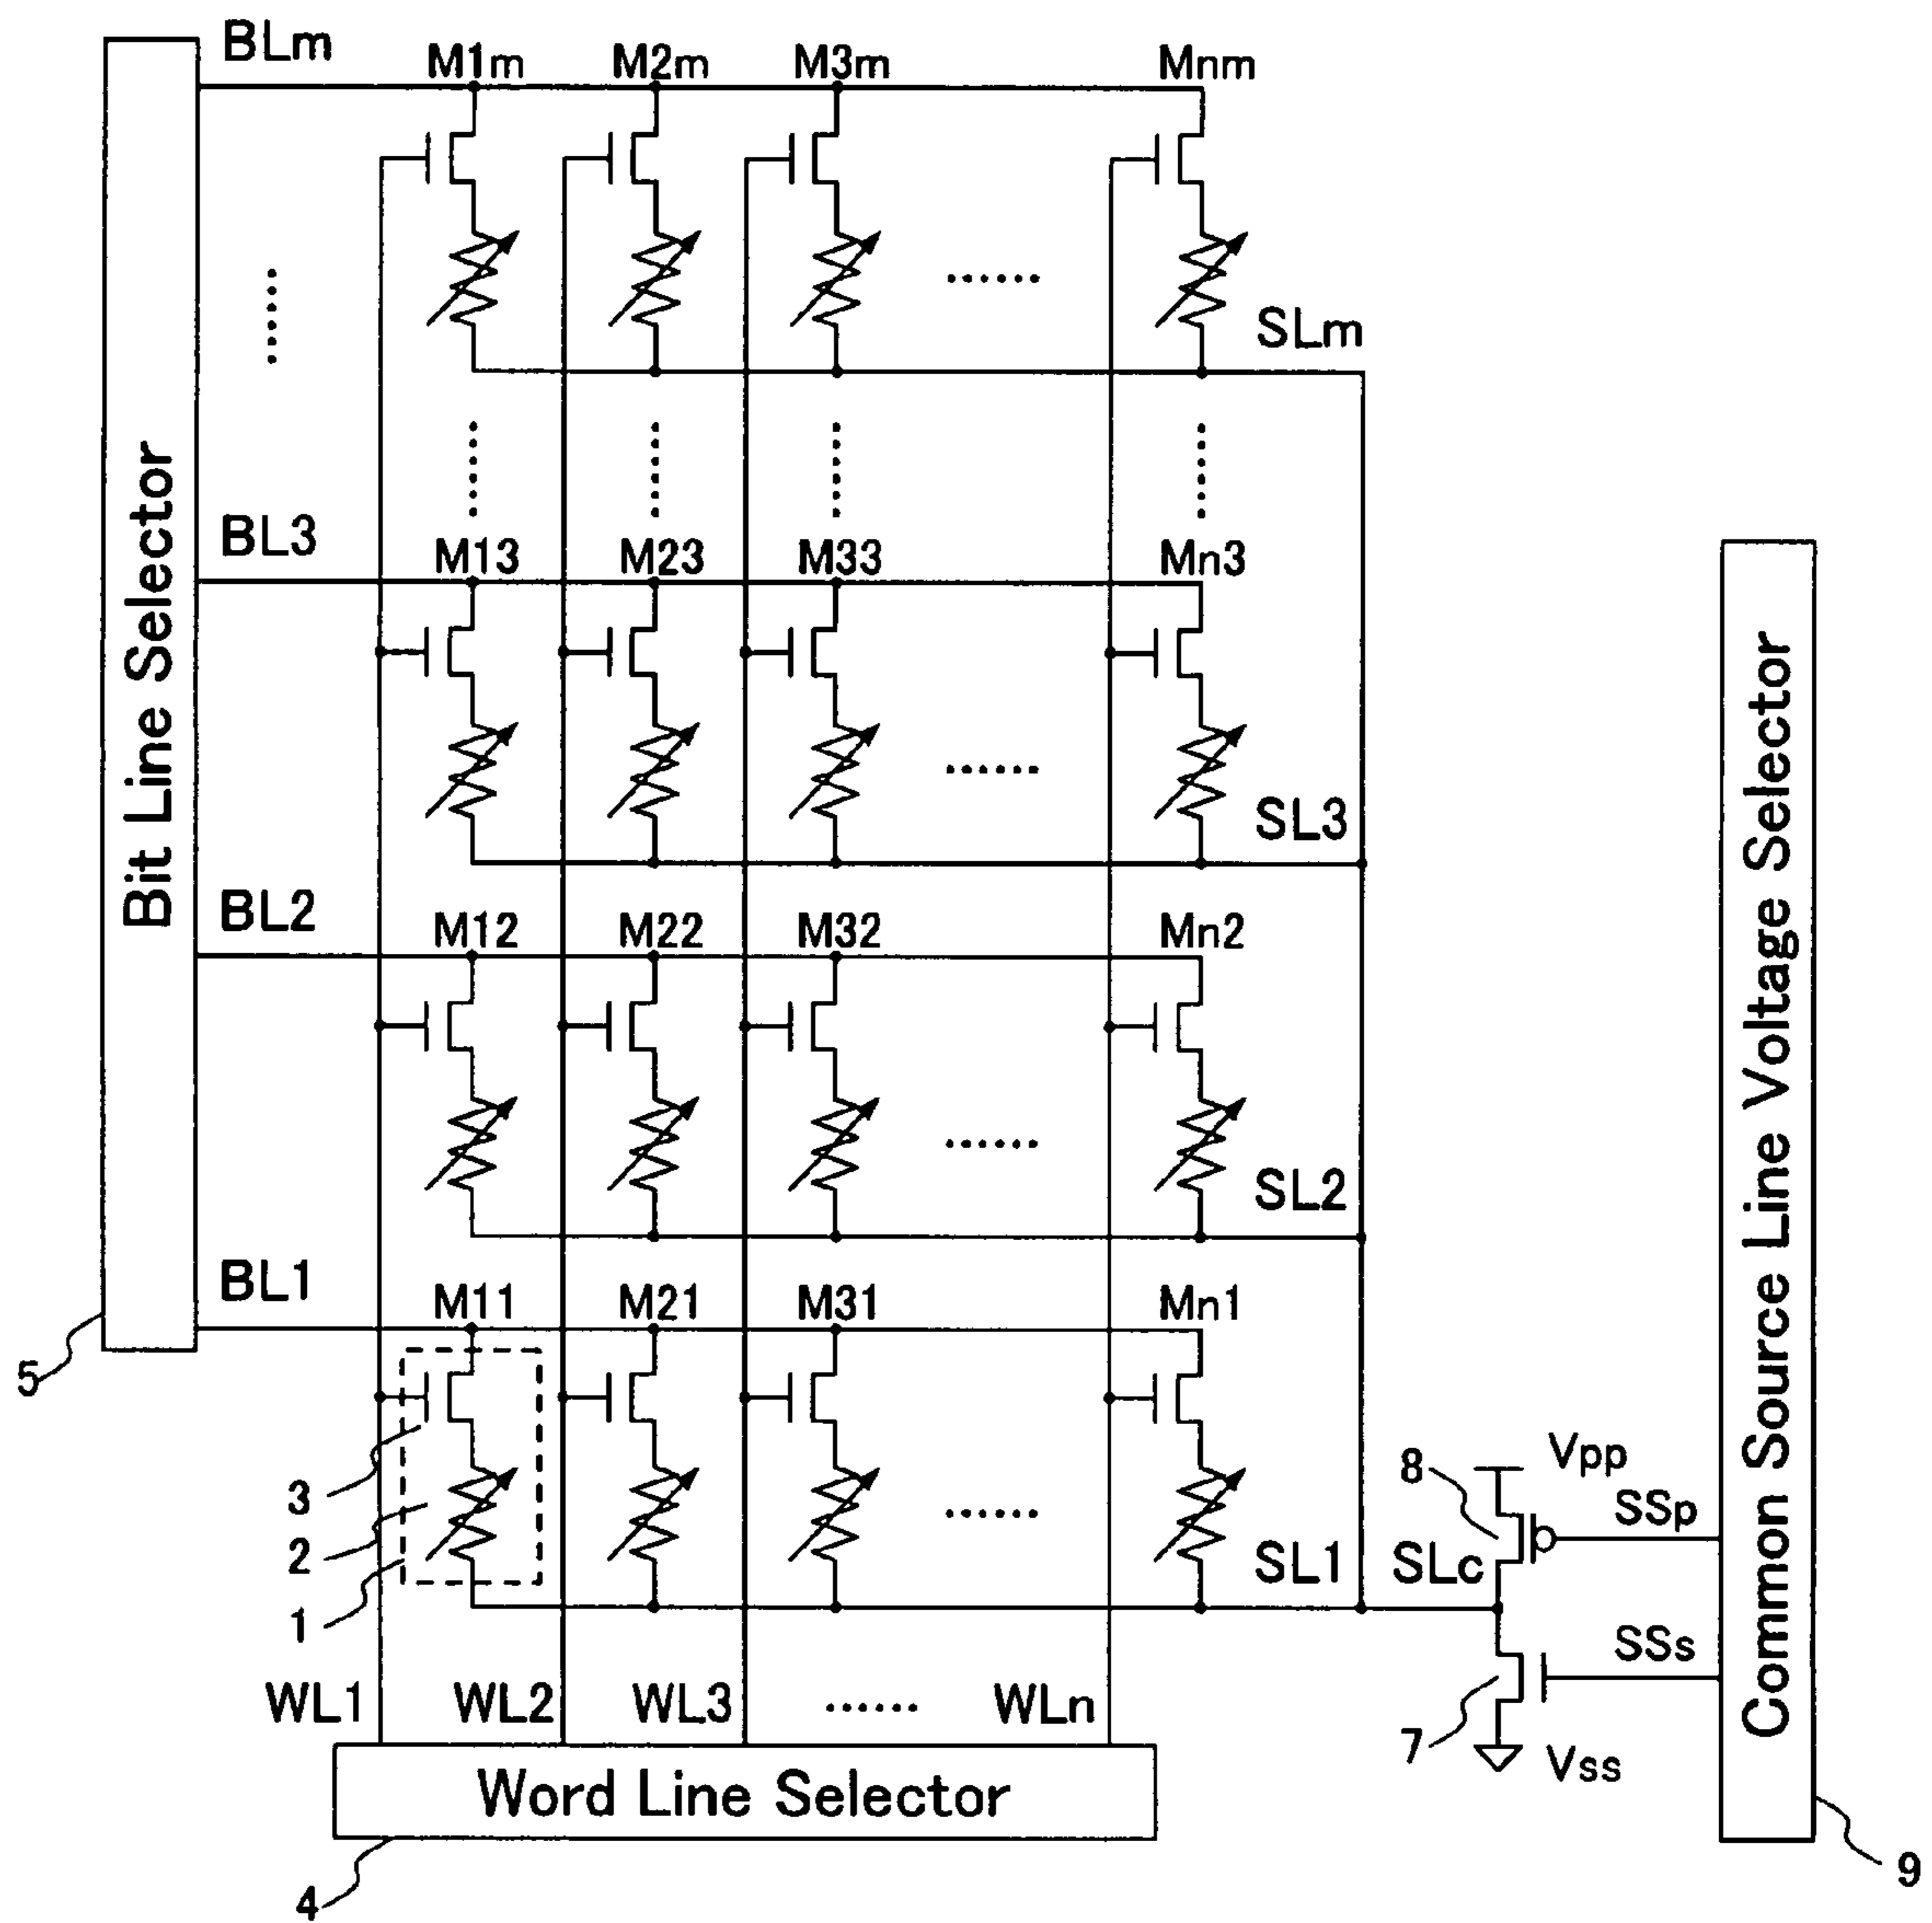 BLm
M1m M2m M3m Mnm
......
......
SLm
...... ...... ...... ......
Bit Line Selector
BL3
M13 M23 M33 Mn3
......
SL3
BL2
M12 M22 M32 Mn2
......
SL2
BL1
M11 M21 M31 Mn1
5
3
2
1
......
SL1
SLc
8
Vpp
SSp
SSs
7
Vss
Common Source Line Voltage Selector
9
WL1 WL2 WL3 ...... WLn
Word Line Selector
4